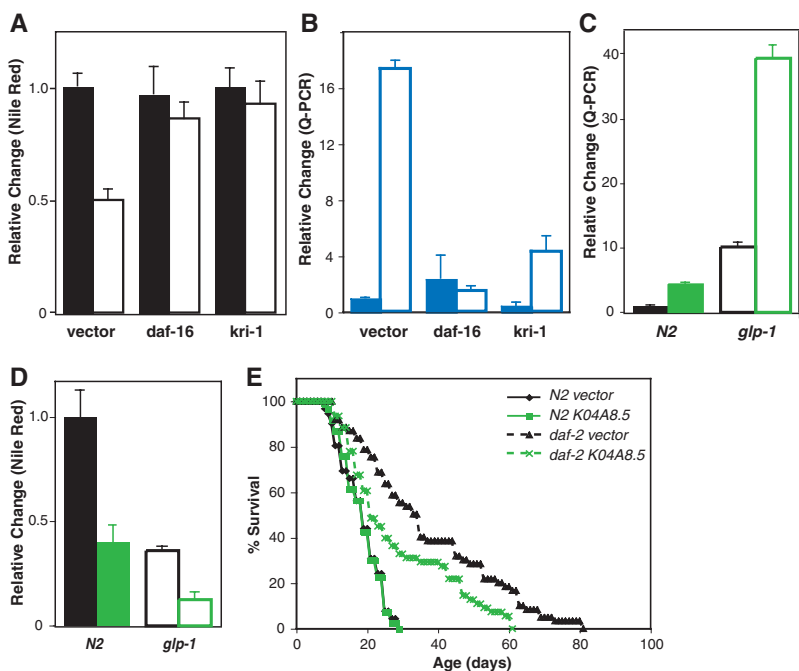 A
Relative Change (Nile Red)
1.0
0.5
0
vector daf-16 kri-1
B
Relative Change (Q-PCR)
16
12
8
4
0
vector daf-16 kri-1
C
Relative Change (Q-PCR)
40
30
20
10
0
N2 glp-1
D
Relative Change (Nile Red)
1.0
0.5
0
N2 glp-1
E
% Survival
100
80
60
40
20
0
0 20 40 60 80 100
Age (days)
N2 vector
N2 K04A8.5
daf-2 vector
daf-2 K04A8.5